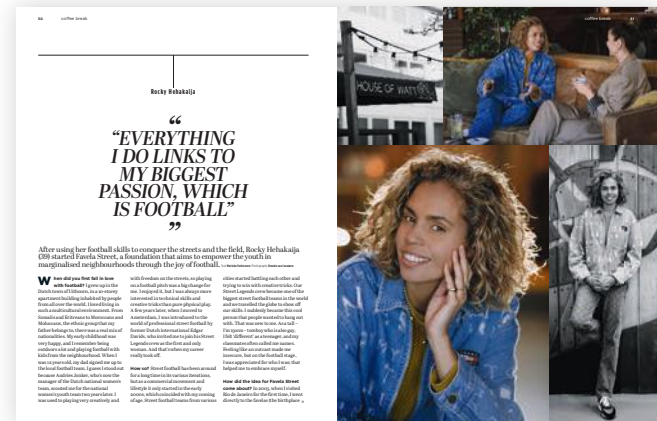 coffee break
coffee break
Rocky Hehakaija
“
“EVERYTHING
I DO LINKS TO
MY BIGGEST
PASSION, WHICH
IS FOOTBALL”
”
After using her football skills to conquer the streets and the field, Rocky Hehakaija
(39) started Favela Street, a foundation that aims to empower the youth in
marginalised neighbourhoods through the joy of football.
When did you first fall in love
with football? I grew up in the
Dutch town of Hilversum, in a 10-storey
apartment building inhabited by people
from all over the world. I loved living in
such a multicultural environment. From
Somalia and Eritreans to Moroccans and
Moluccans, the ethnic group that my
father belongs to, there was a real mix of
nationalities. My early childhood was
very happy, and I remember being
outdoors a lot and playing football with
kids from the neighbourhood. When I
was 12 years old, my dad signed me up to
the local football team. I guess I stood out
because Andries Jonker, who's now the
manager of the Dutch national women's
team, scouted me for the national
women's youth team two years later. I
was used to playing very creatively and
with freedom on the streets, so playing
on a football pitch was a big change for
me. I enjoyed it, but I was always more
interested in technical skills and
creative tricks than pure physical play.
A few years later, when I moved to
Amsterdam, I was introduced to the
world of professional street football by
former Dutch international Edgar
Davids, who invited me to join his Street
Legends crew as the first and only
woman. And that's when my career
really took off.
How so? Street football has been around
for a long time in its various iterations,
but as a commercial movement and
lifestyle it only started in the early
2000s, which coincided with my coming
of age. Street football teams from various
cities started battling each other and
trying to win with creative tricks. Our
Street Legends crew became one of the
biggest street football teams in the world
and we travelled the globe to show off
our skills. I suddenly became this cool
person that people wanted to hang out
with. That was new to me. As a tall –
I'm 1.79m – tomboy who is also gay,
I felt 'different' as a teenager, and my
classmates often called me names.
Feeling like an outcast made me
insecure, but on the football stage,
I was appreciated for who I was; that
helped me to embrace myself.
How did the idea for Favela Street
come about? In 2003, when I visited
Rio de Janeiro for the first time, I went
directly to the favelas (the birthplace
HOUSE OF WATT